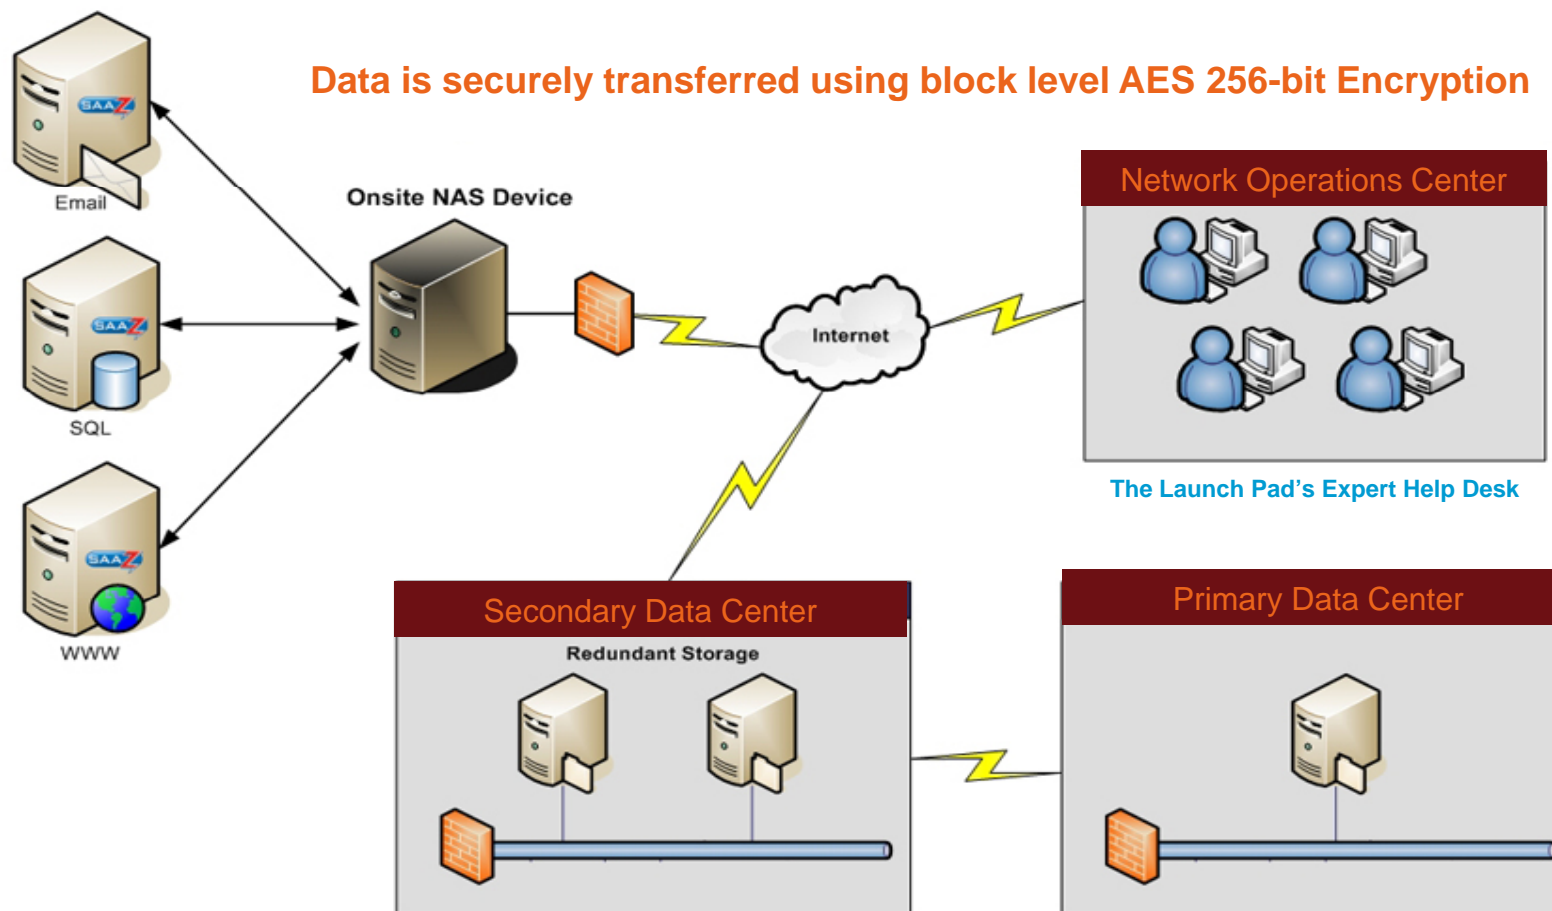 Data is securely transferred using block level AES 256-bit Encryption
SAAZ
Email
Onsite NAS Device
Network Operations Center
SAAZ
SQL
Internet
The Launch Pad's Expert Help Desk
SAAZ
WWW
Secondary Data Center
Primary Data Center
Redundant Storage